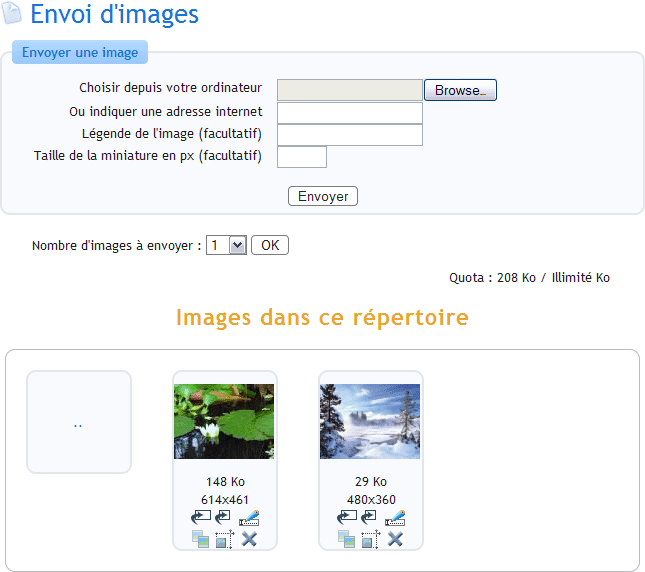 Envoi d'images
Envoyer une image
Choisir depuis votre ordinateur Browse...
Ou indiquer une adresse internet
Légende de l'image (facultatif)
Taille de la miniature en px (facultatif)
Envoyer
Nombre d'images à envoyer : 1 OK
Quota : 208 Ko / Illimité Ko
Images dans ce répertoire
..
148 Ko
614x461
29 Ko
480x360